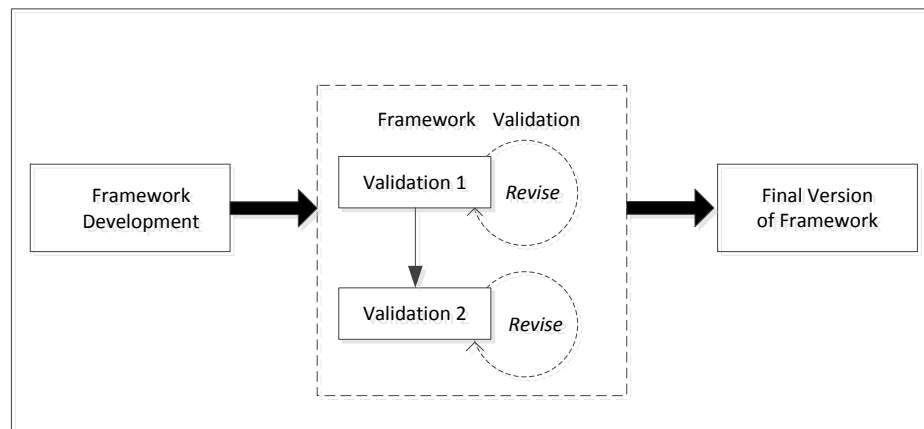 Framework Validation
Framework
Development
Validation 1
Revise
Validation 2
Revise
Final Version
of Framework